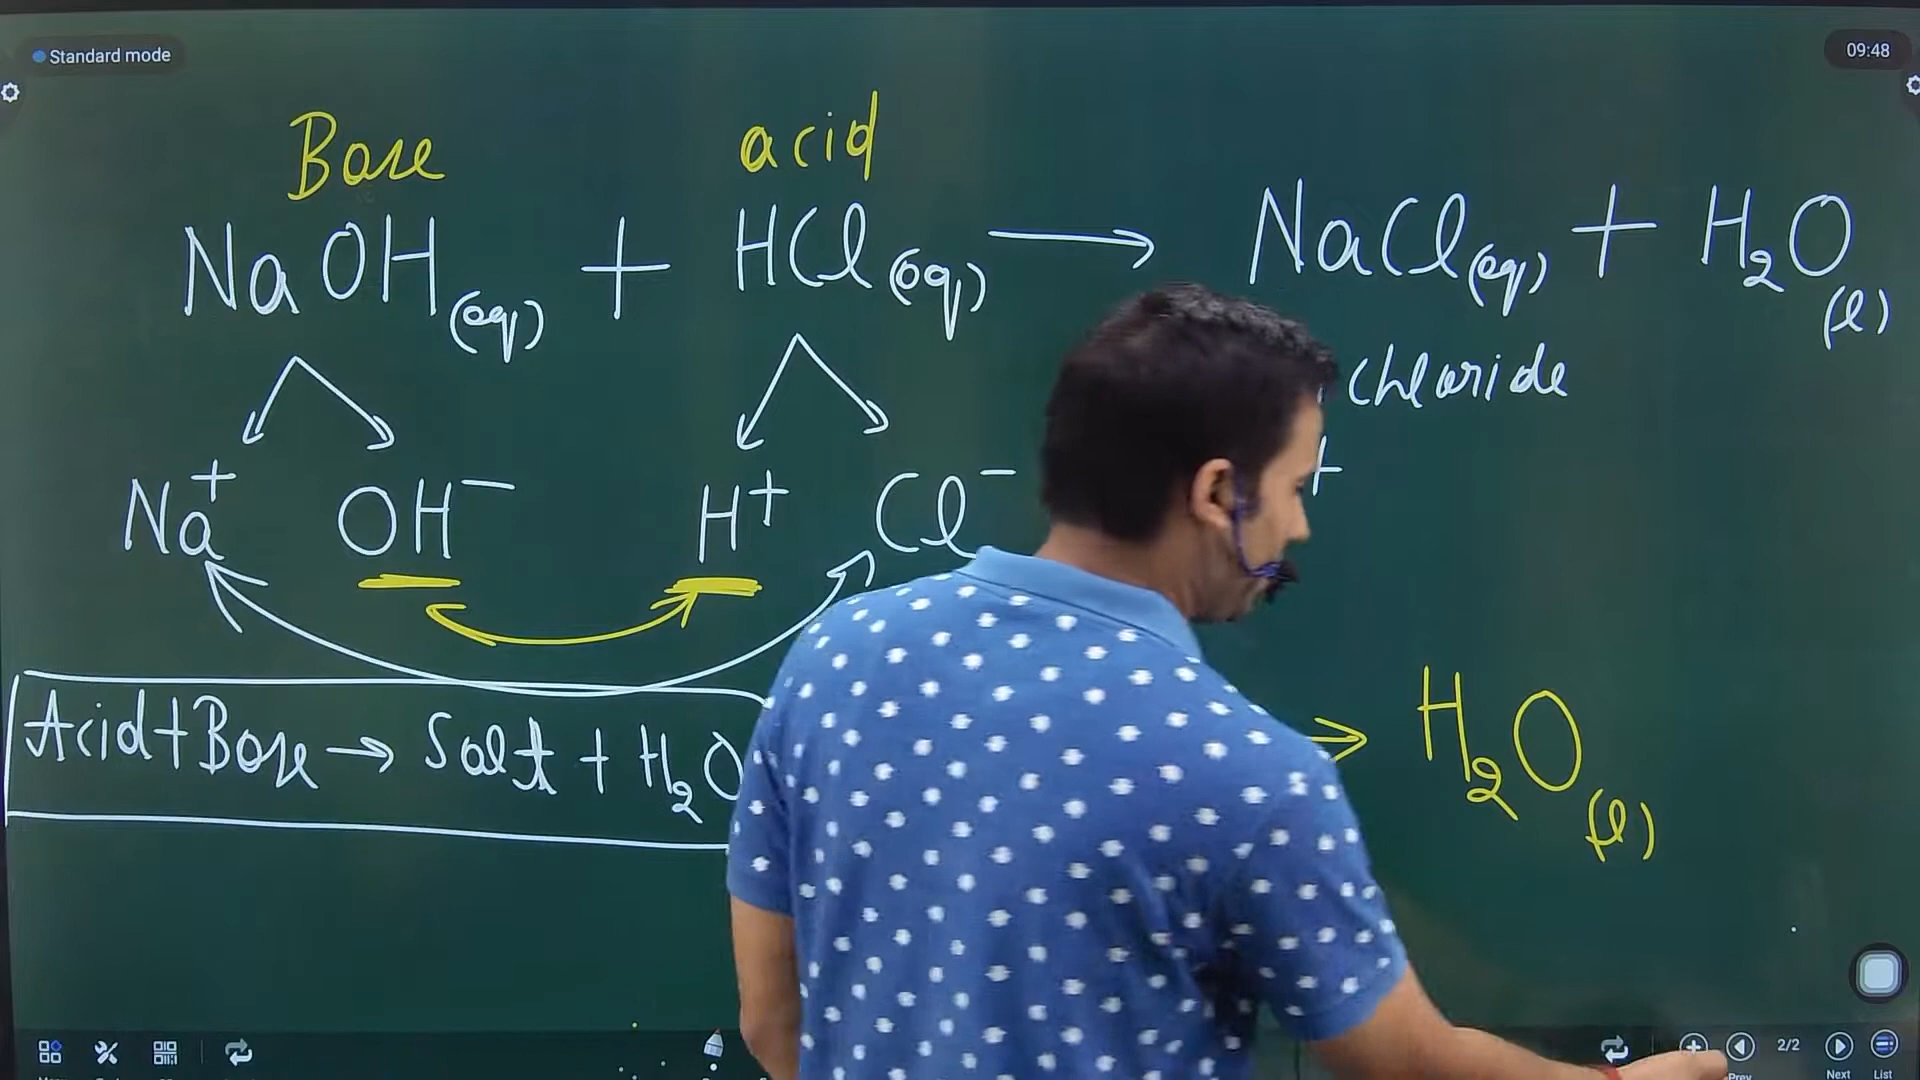 Standard mode
09:48
Base acid
NaOH(aq) + HCl(aq) → NaCl(aq) + H₂O(l)
chloride
Na⁺ OH⁻ H⁺ Cl⁻ +
Acid+Base → Salt + H₂O
→ H₂O(l)
2/2
Prev Next List